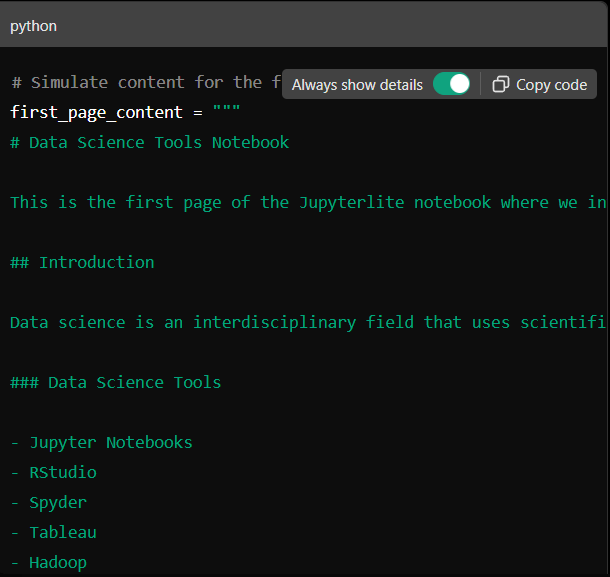 python
Always show details
Copy code
# Simulate content for the
first_page_content = """
# Data Science Tools Notebook
This is the first page of the Jupyterlite notebook where we in
## Introduction
Data science is an interdisciplinary field that uses scientifi
### Data Science Tools
- Jupyter Notebooks
- RStudio
- Spyder
- Tableau
- Hadoop